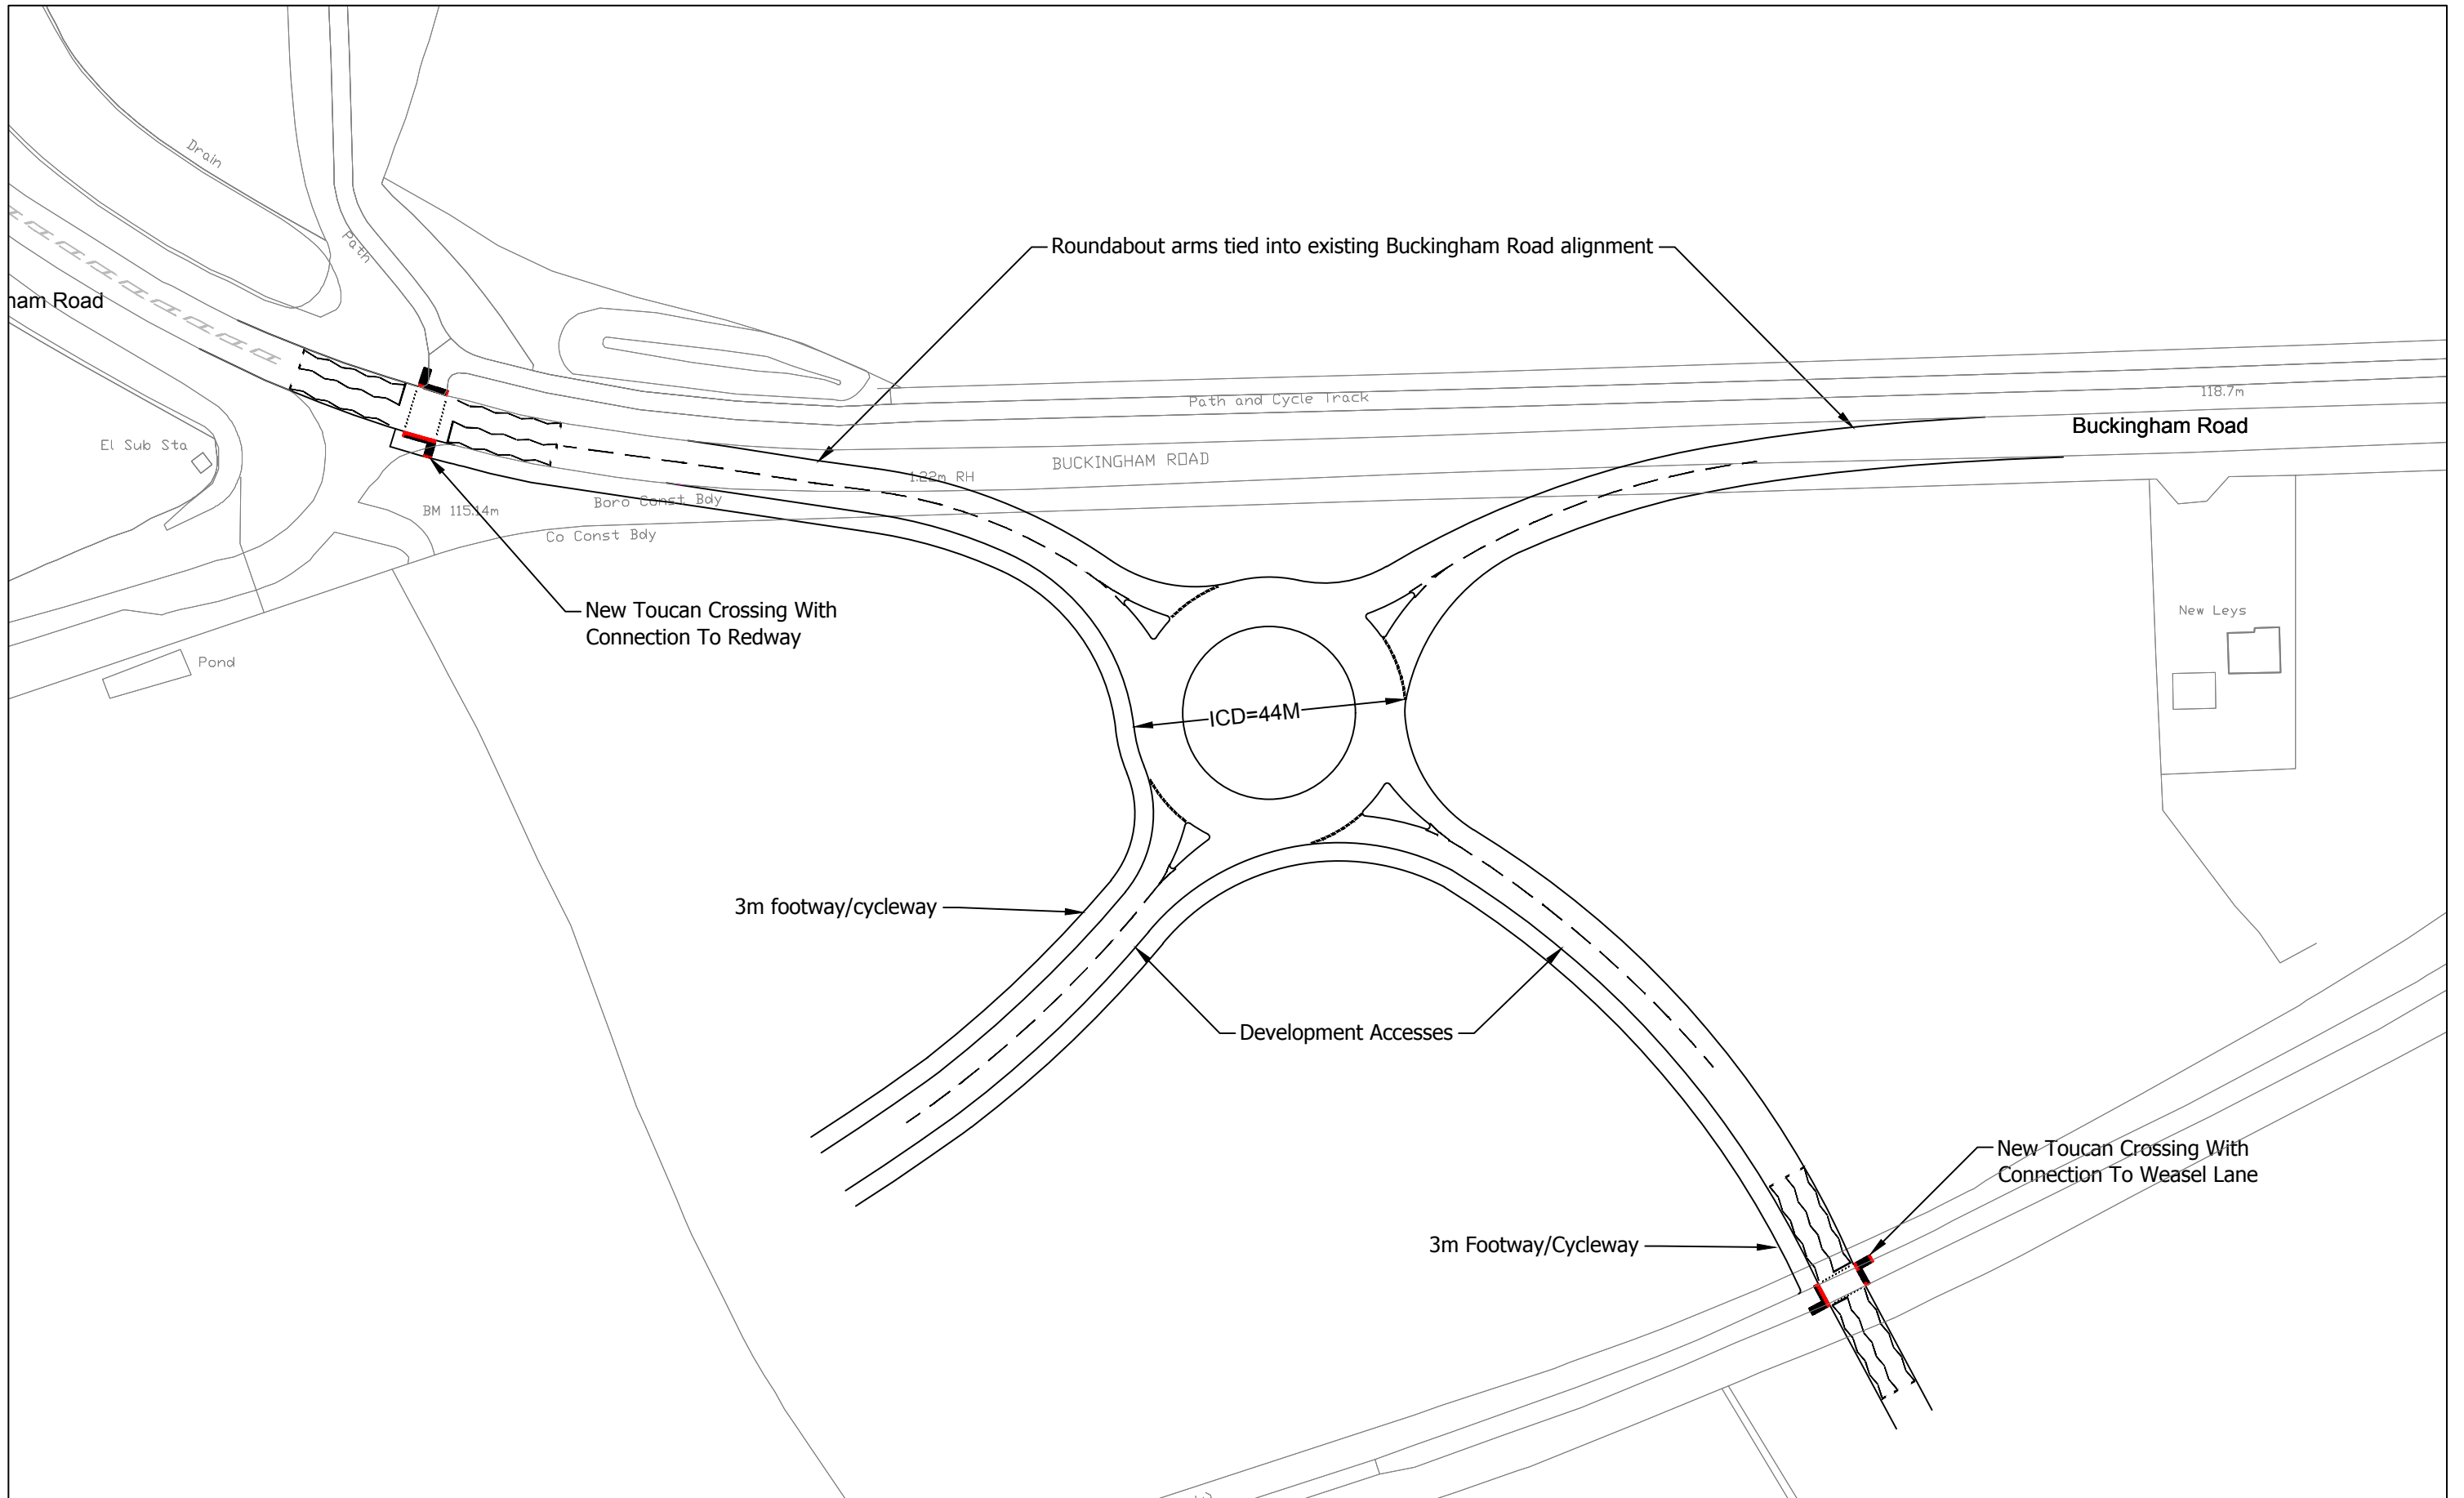 Drain
Path
ham Road
Roundabout arms tied into existing Buckingham Road alignment
Path and Cycle Track
118.7m
Buckingham Road
El Sub Sta
BUCKINGHAM ROAD
1.22m RH
Boro Const Bdy
BM 115.14m
Co Const Bdy
New Toucan Crossing With
Connection To Redway
New Leys
Pond
ICD=44M
3m footway/cycleway
Development Accesses
New Toucan Crossing With
Connection To Weasel Lane
3m Footway/Cycleway